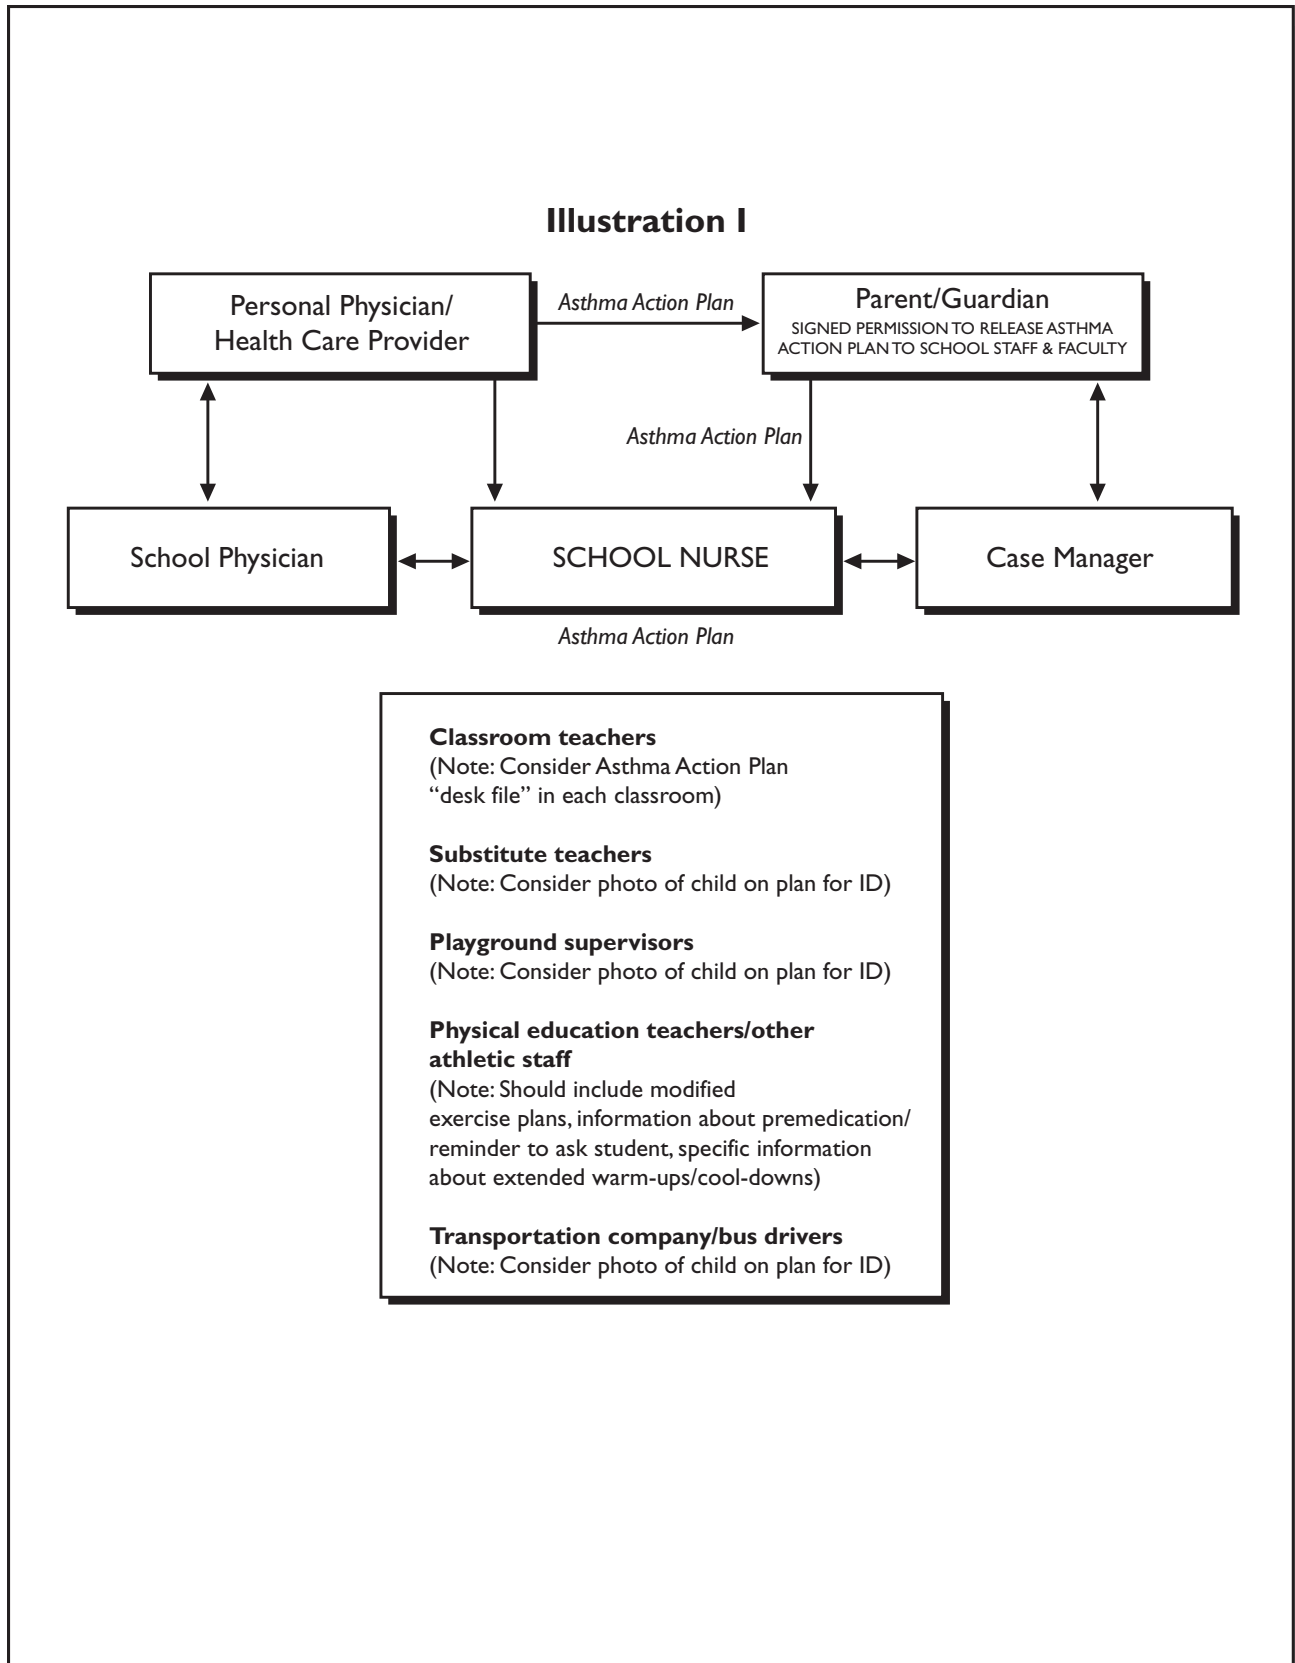 Illustration I
Personal Physician/
Health Care Provider
Asthma Action Plan
Parent/Guardian
SIGNED PERMISSION TO RELEASE ASTHMA
ACTION PLAN TO SCHOOL STAFF & FACULTY
Asthma Action Plan
School Physician
SCHOOL NURSE
Case Manager
Asthma Action Plan
Classroom teachers
(Note: Consider Asthma Action Plan
“desk file” in each classroom)
Substitute teachers
(Note: Consider photo of child on plan for ID)
Playground supervisors
(Note: Consider photo of child on plan for ID)
Physical education teachers/other
athletic staff
(Note: Should include modified
exercise plans, information about premedication/
reminder to ask student, specific information
about extended warm-ups/cool-downs)
Transportation company/bus drivers
(Note: Consider photo of child on plan for ID)